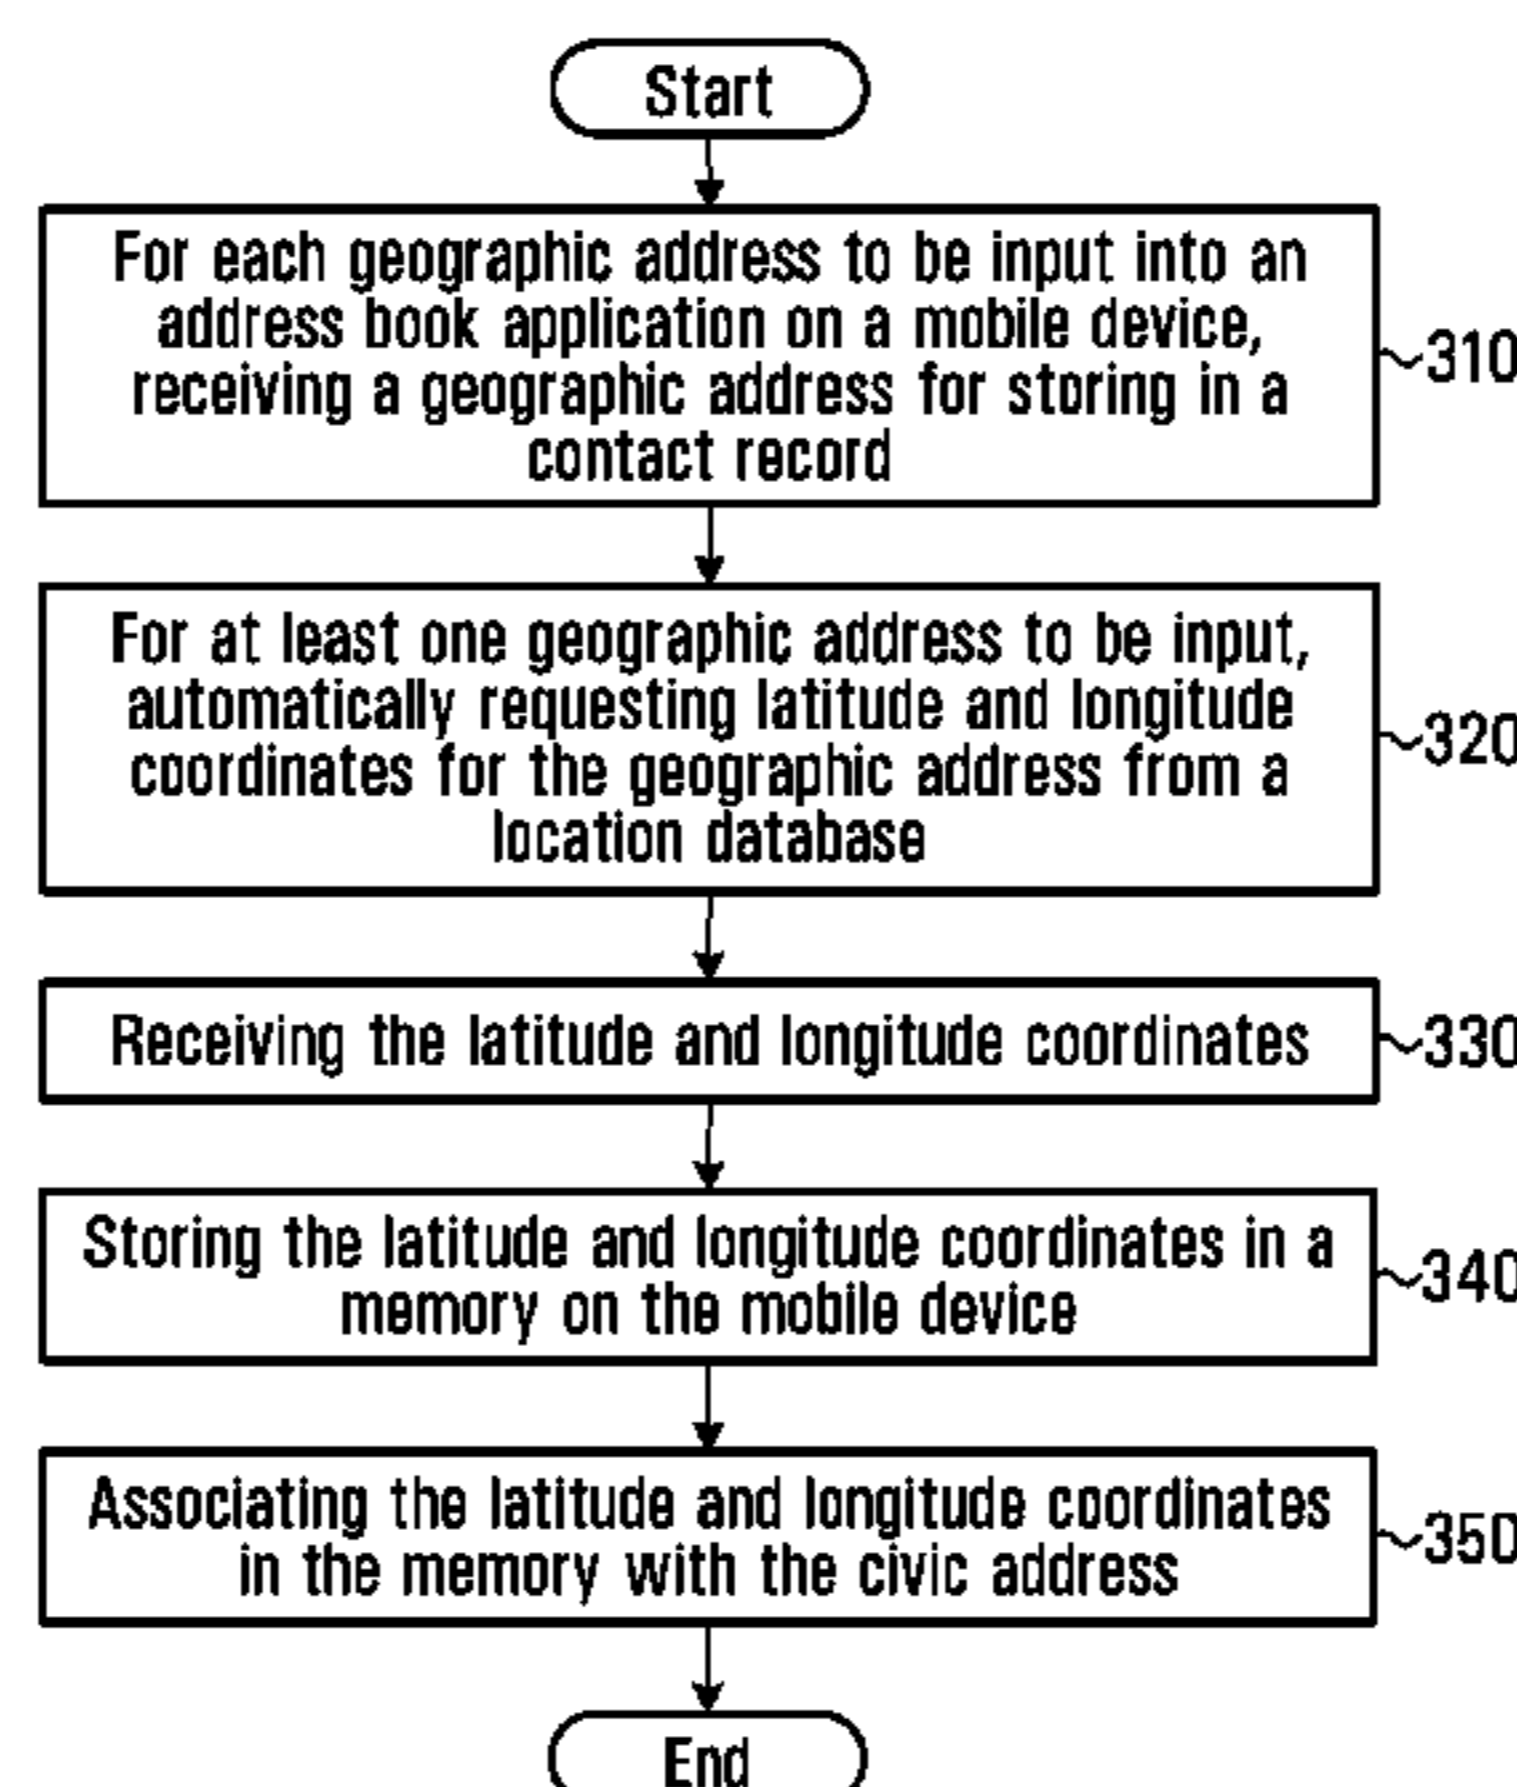 Start
For each geographic address to be input into an
address book application on a mobile device,
receiving a geographic address for storing in a
contact record
310
For at least one geographic address to be input,
automatically requesting latitude and longitude
coordinates for the geographic address from a
location database
320
Receiving the latitude and longitude coordinates
330
Storing the latitude and longitude coordinates in a
memory on the mobile device
340
Associating the latitude and longitude coordinates
in the memory with the civic address
350
End